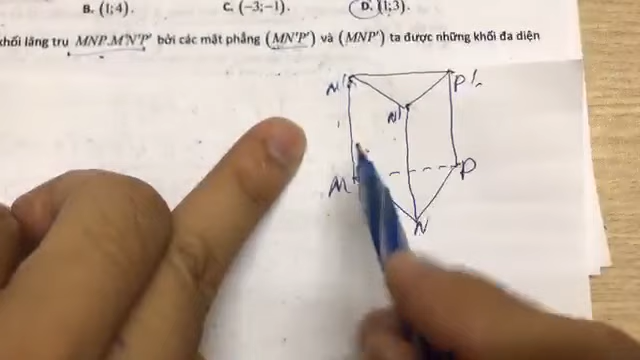 B. (1;4). C. (−3;−1). D. (1;3).
khối lăng trụ MNP.M'N'P' bởi các mặt phẳng (MN'P') và (MNP') ta được những khối đa diện
M' P'
N'
M P
N